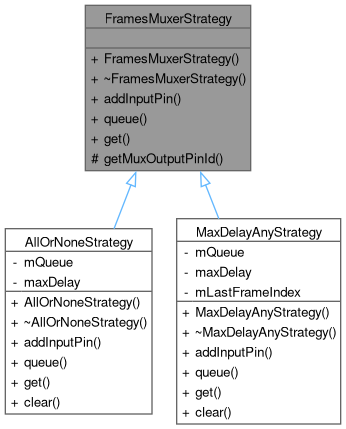 FramesMuxerStrategy
+ FramesMuxerStrategy()
+ ~FramesMuxerStrategy()
+ addInputPin()
+ queue()
+ get()
# getMuxOutputPinId()
AllOrNoneStrategy
- mQueue
- maxDelay
+ AllOrNoneStrategy()
+ ~AllOrNoneStrategy()
+ addInputPin()
+ queue()
+ get()
+ clear()
MaxDelayAnyStrategy
- mQueue
- maxDelay
- mLastFrameIndex
+ MaxDelayAnyStrategy()
+ ~MaxDelayAnyStrategy()
+ addInputPin()
+ queue()
+ get()
+ clear()